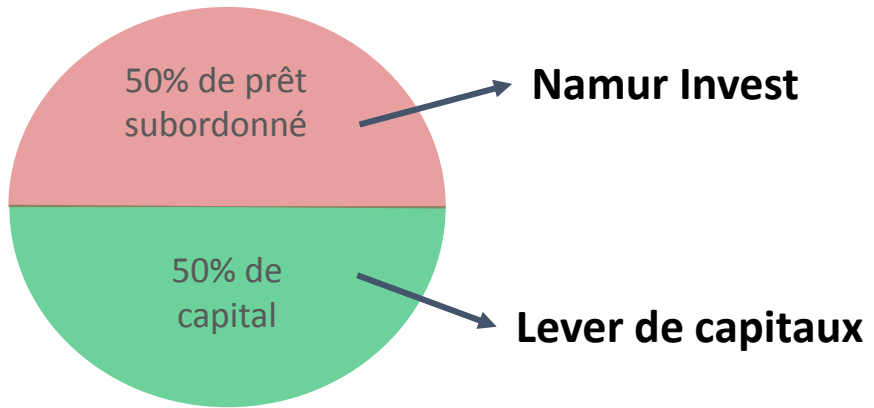 50% de prêt
subordonné
Namur Invest
50% de
capital
Lever de capitaux